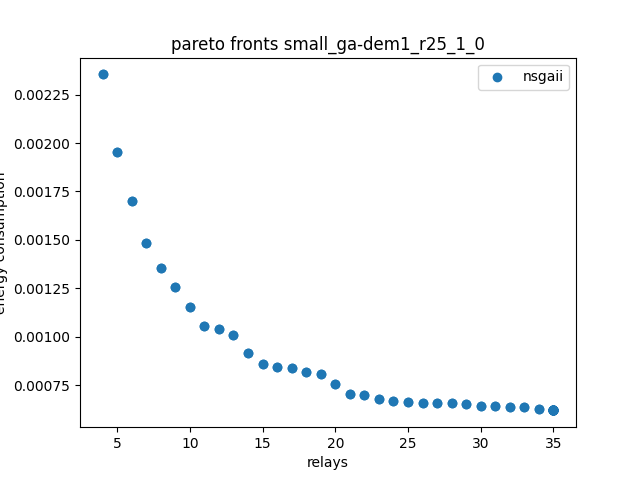 pareto fronts small_ga-dem1_r25_1_0
nsgaii
0.00225
0.00200
0.00175
0.00150
0.00125
0.00100
0.00075
energy consumption
5 10 15 20 25 30 35
relays